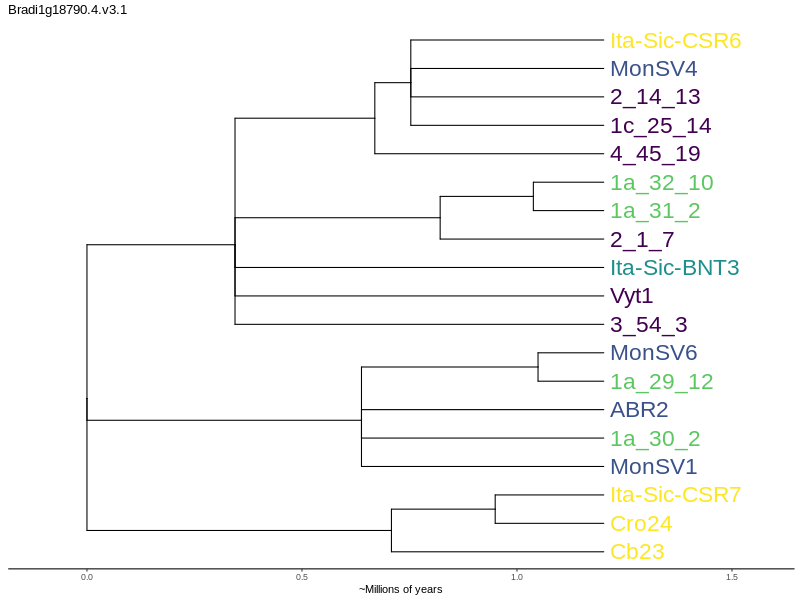 Bradi1g18790.4.v3.1
Ita-Sic-CSR6
MonSV4
2_14_13
1c_25_14
4_45_19
1a_32_10
1a_31_2
2_1_7
Ita-Sic-BNT3
Vyt1
3_54_3
MonSV6
1a_29_12
ABR2
1a_30_2
MonSV1
Ita-Sic-CSR7
Cro24
Cb23
0.0 0.5 1.0 1.5
~Millions of years